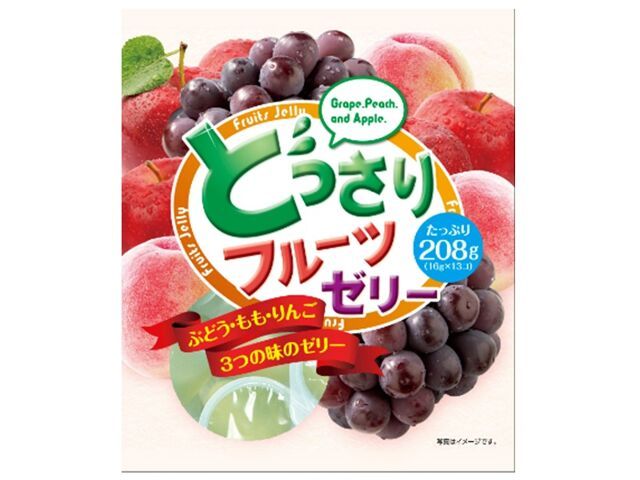 Grape.Peach.
and Apple.
Fruits Jelly
どっさり
フルーツ
ゼリー
たっぷり
208g
(16g×13コ)
Fruits Jelly
ぶどう・もも・りんご
3つの味のゼリー
写真はイメージです。